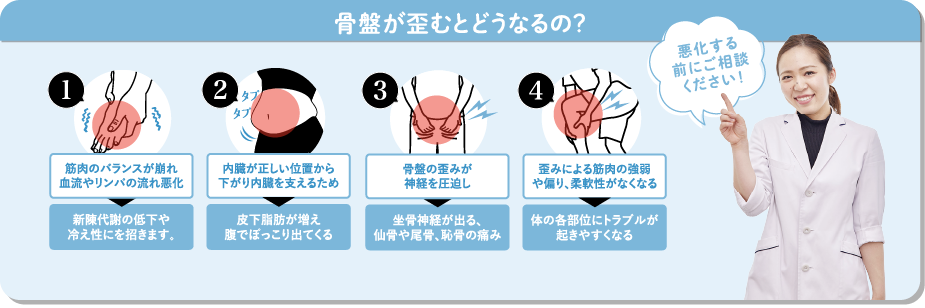 骨盤が歪むとどうなるの？
悪化する
前にご相談
ください！
1
タプ
タプ
2
3
4
筋肉のバランスが崩れ
血流やリンパの流れ悪化
新陳代謝の低下や
冷え性にを招きます。
内臓が正しい位置から
下がり内臓を支えるため
皮下脂肪が増え
腹でぽっこり出てくる
骨盤の歪みが
神経を圧迫し
坐骨神経が出る、
仙骨や尾骨、恥骨の痛み
歪みによる筋肉の強弱
や偏り、柔軟性がなくなる
体の各部位にトラブルが
起きやすくなる